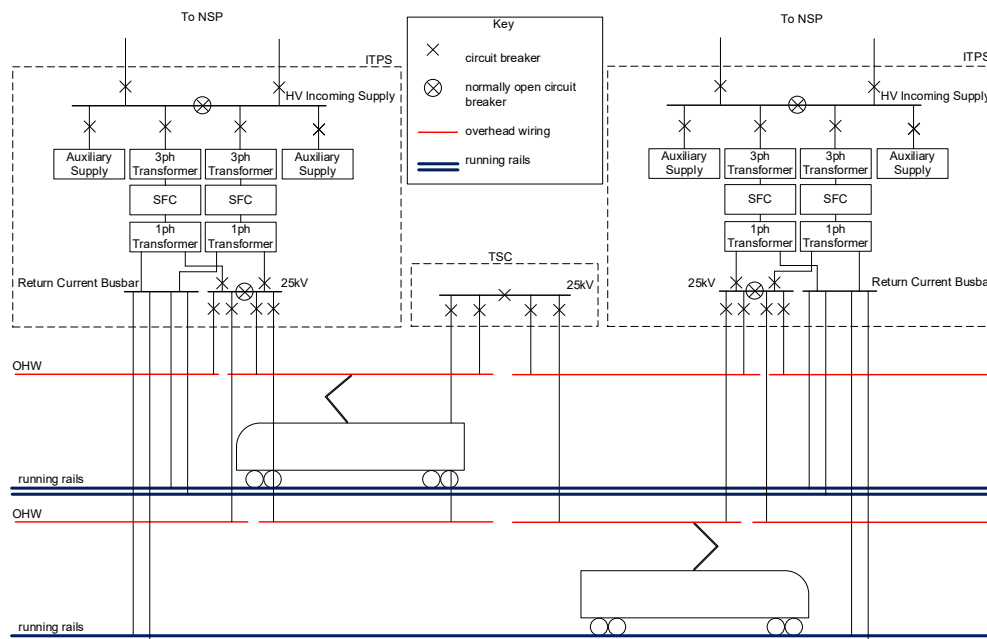 To NSP
Key
To NSP
circuit breaker
ITPS
ITPS
normally open circuit
breaker
HV Incoming Supply
HV Incoming Supply
overhead wiring
running rails
Auxiliary
Supply
3ph
Transformer
3ph
Transformer
Auxiliary
Supply
Auxiliary
Supply
3ph
Transformer
3ph
Transformer
Auxiliary
Supply
SFC
SFC
SFC
SFC
1ph
Transformer
1ph
Transformer
1ph
Transformer
1ph
Transformer
TSC
Return Current Busbar
25kV
25kV
25kV
Return Current Busba
OHW
running rails
OHW
running rails